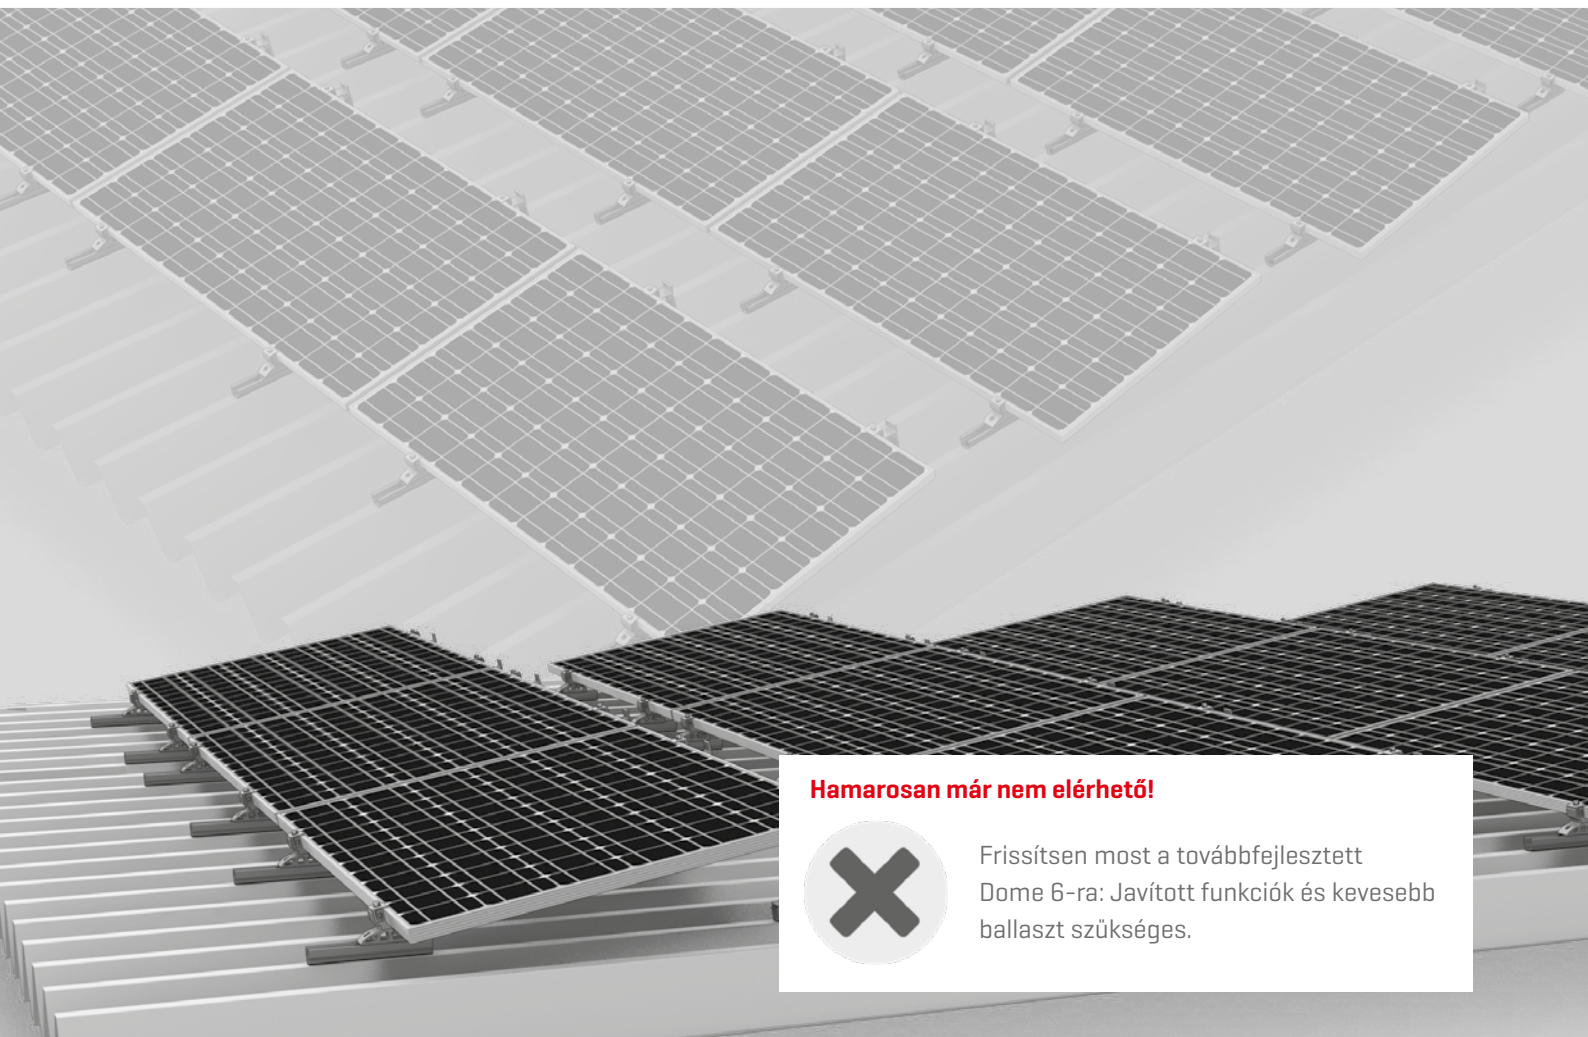 Hamarosan már nem elérhető!
Frissítsen most a továbbfejlesztett
Dome 6-ra: Javított funkciók és kevesebb
ballaszt szükséges.